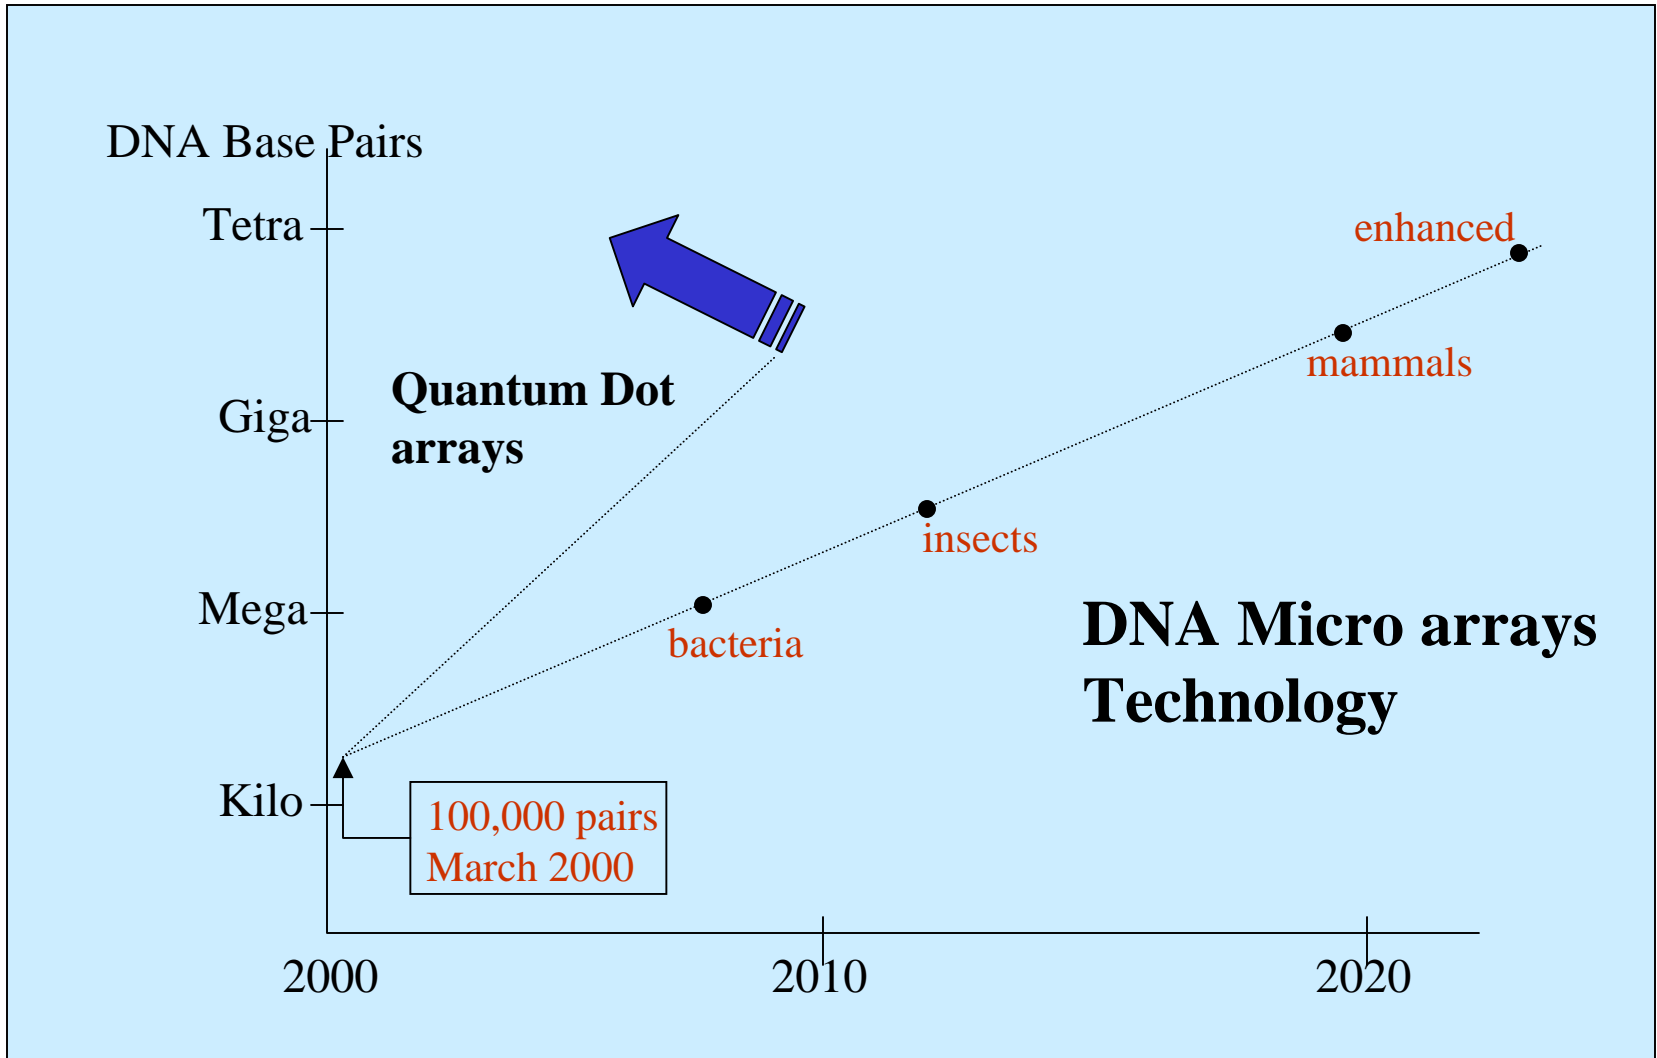 DNA Base Pairs
Tetra
enhanced
mammals
Quantum Dot
arrays
Giga
insects
Mega
bacteria
DNA Micro arrays
Technology
Kilo
100,000 pairs
March 2000
2000
2010
2020